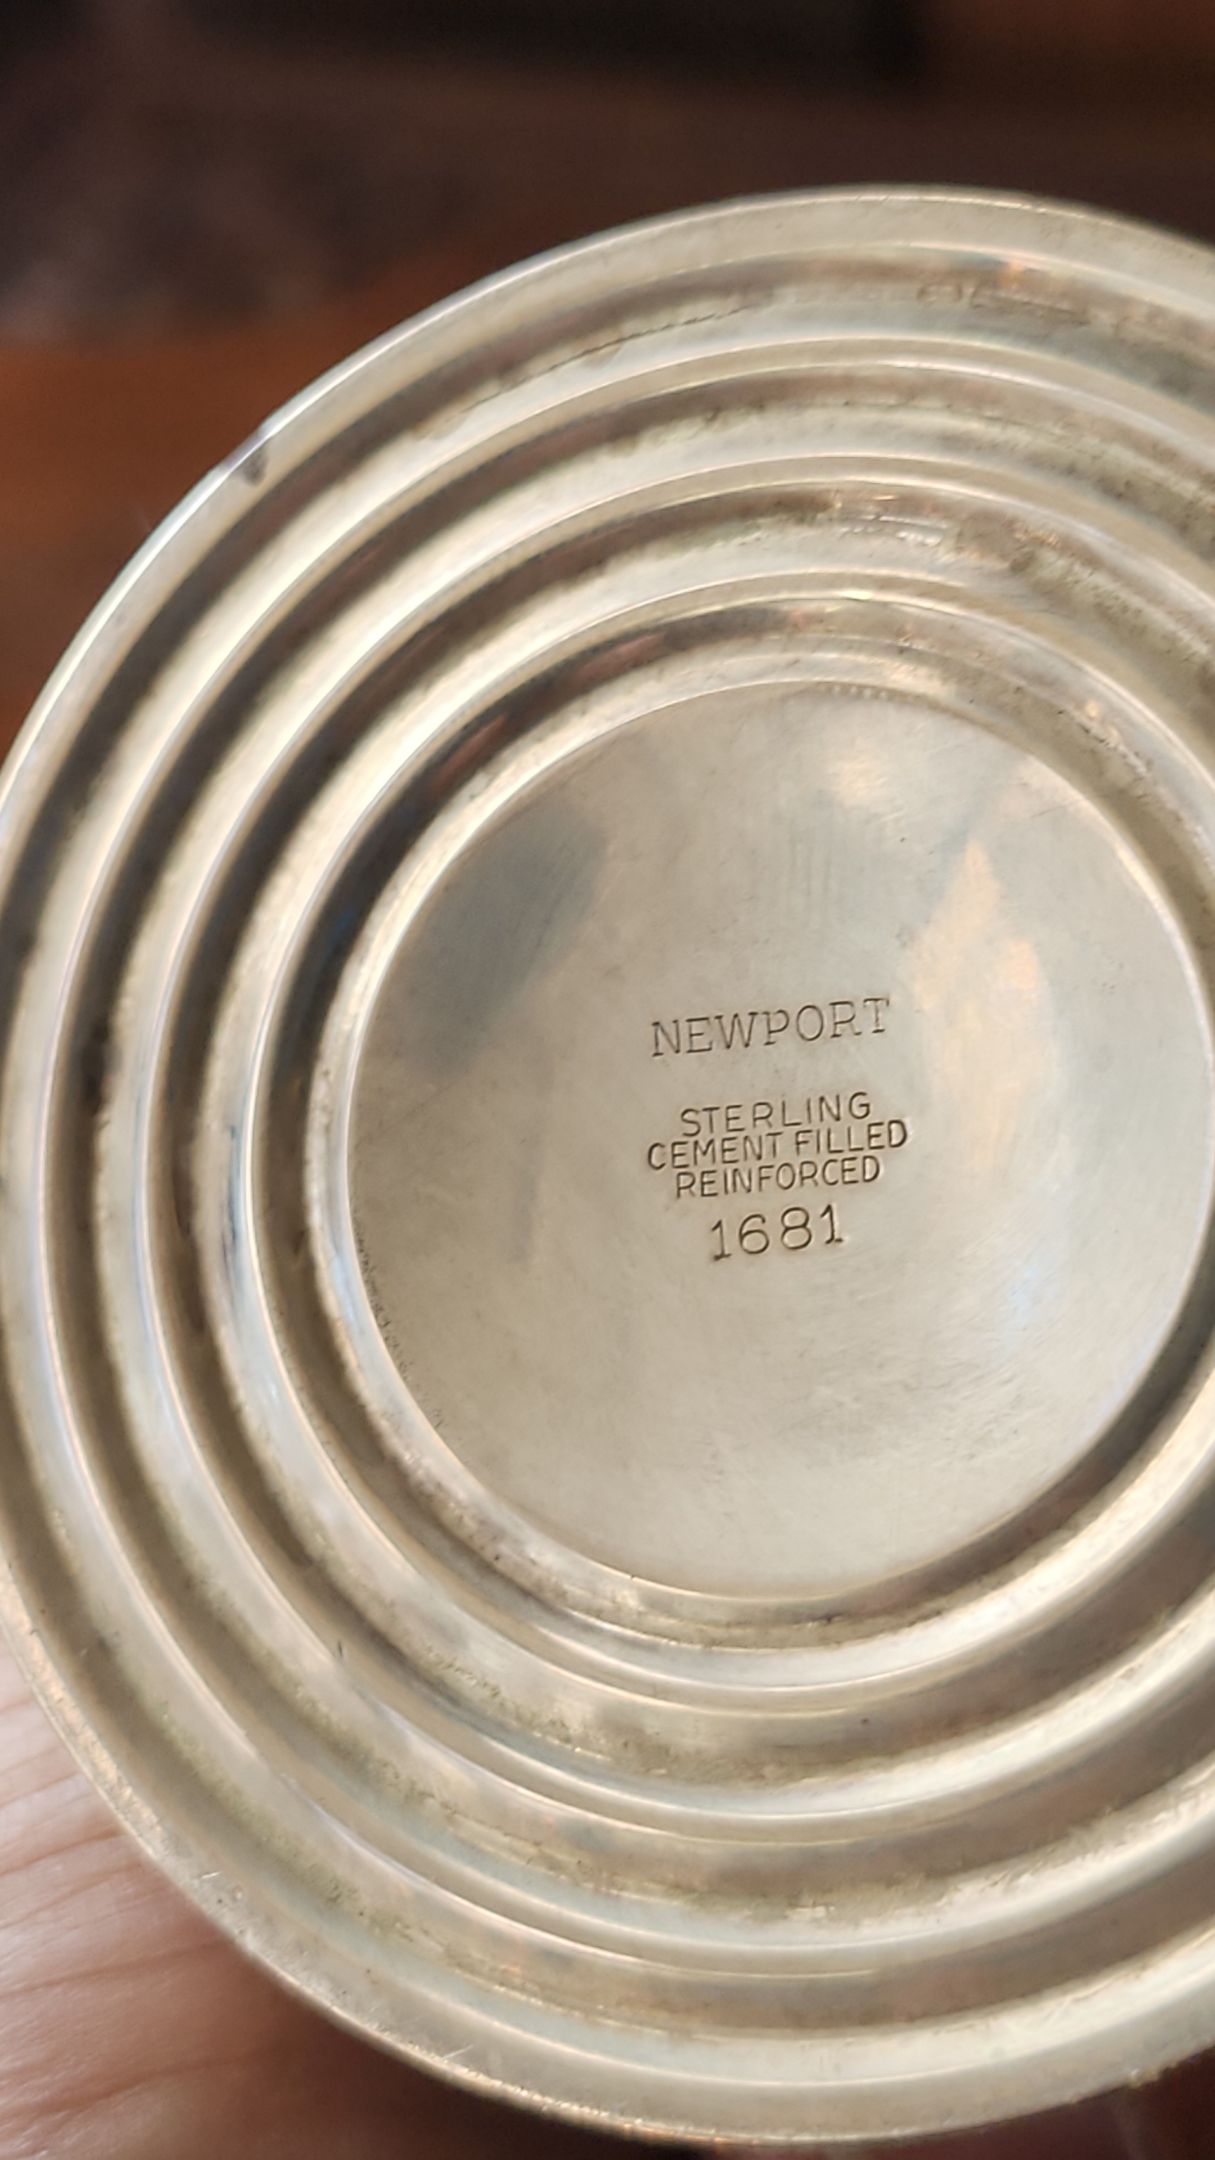 NEWPORT
STERLING
CEMENT FILLED
REINFORCED
1681